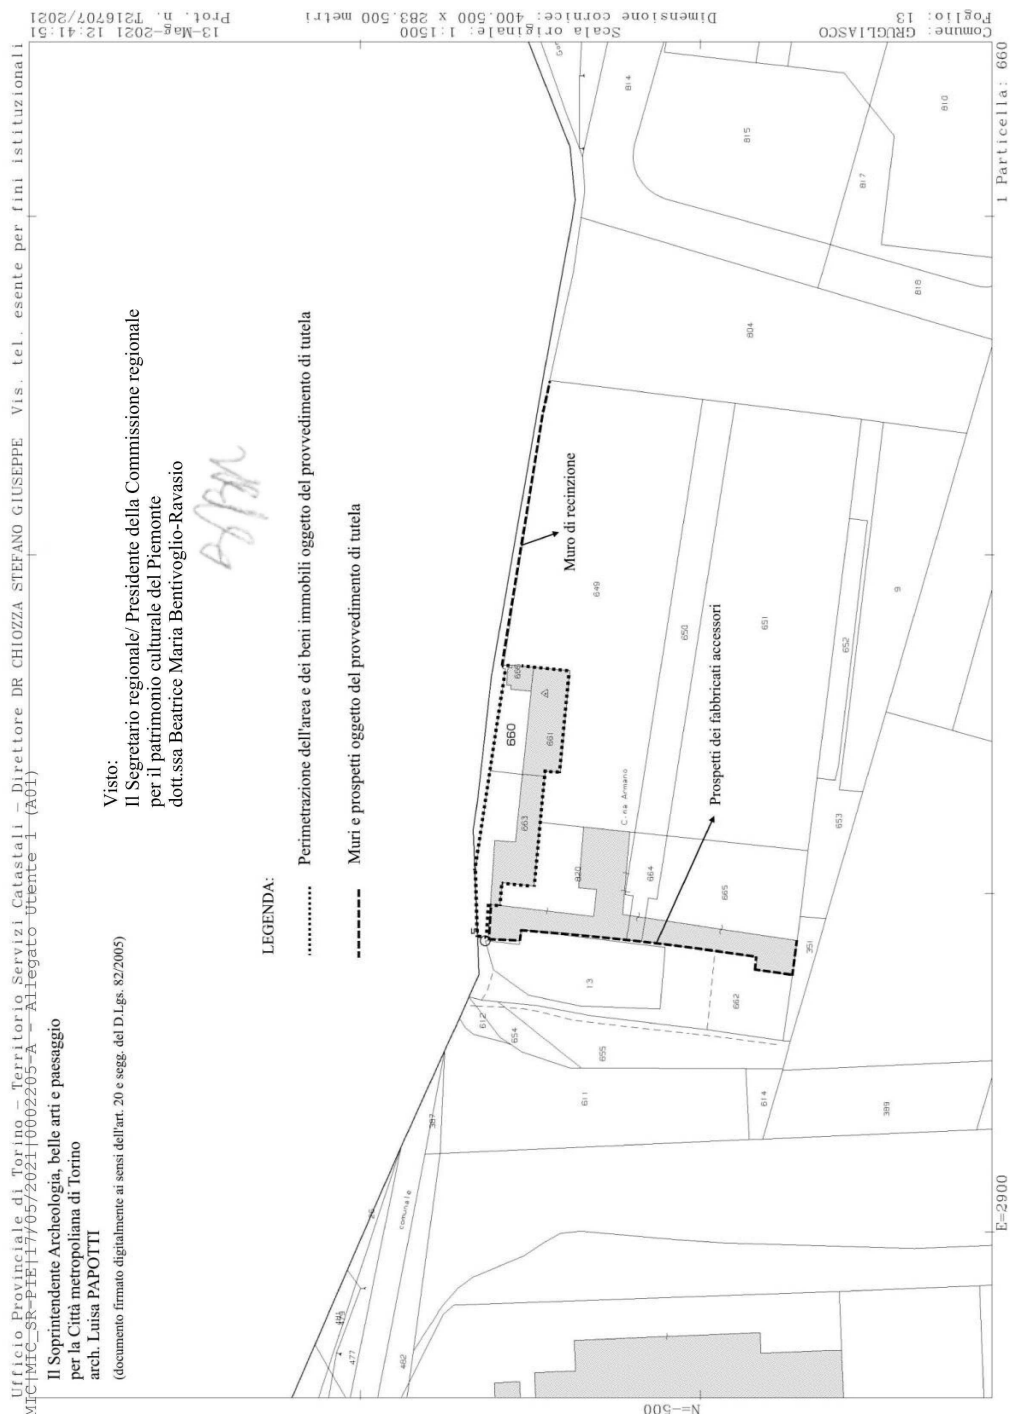 Ufficio Provinciale di Torino - Territorio Servizi Catastali - Direttore DR CHIOZZA STEFANO GIUSEPPE Vis. tel. esente per fini istituzionali
MIC|MIC_SR-PIE|17/05/2021|0002205-A - Allegato Utente 1 (A01)
Il Soprintendente Archeologia, belle arti e paesaggio
per la Città metropoliana di Torino
arch. Luisa PAPOTTI
(documento firmato digitalmente ai sensi dell'art. 20 e segg. del D.Lgs. 82/2005)
Visto:
Il Segretario regionale/ Presidente della Commissione regionale
per il patrimonio culturale del Piemonte
dott.ssa Beatrice Maria Bentivoglio-Ravasio
LEGENDA:
Perimetrazione dell'area e dei beni immobili oggetto del provvedimento di tutela
Muri e prospetti oggetto del provvedimento di tutela
Muro di recinzione
Prospetti dei fabbricati accessori
C.na Armano
Comunale
477
482
26
387
612
654
655
611
614
389
13
662
351
663
660
661
820
664
665
649
650
651
652
653
9
804
814
815
817
818
810
N=-500
E=2900
1 Particella: 660
Comune: GRUGLIASCO
Foglio: 13
Scala originale: 1:1500
Dimensione cornice: 400.500 x 283.500 metri
13-Mag-2021 12:41:51
Prot. n. T216707/2021